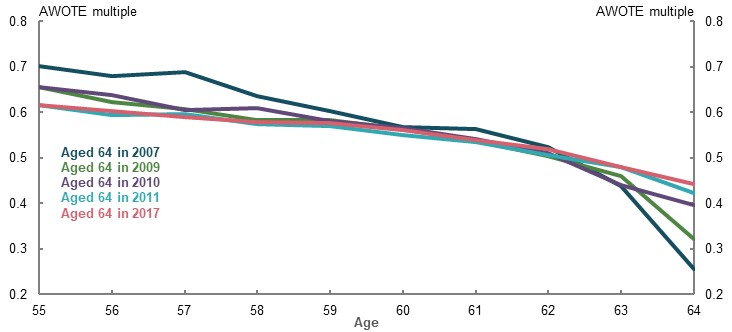 AWOTE multiple AWOTE multiple
0.8 0.8
0.7 0.7
0.6 0.6
0.5 0.5
0.4 0.4
0.3 0.3
0.2 0.2
Aged 64 in 2007
Aged 64 in 2009
Aged 64 in 2010
Aged 64 in 2011
Aged 64 in 2017
55 56 57 58 59 60 61 62 63 64
Age